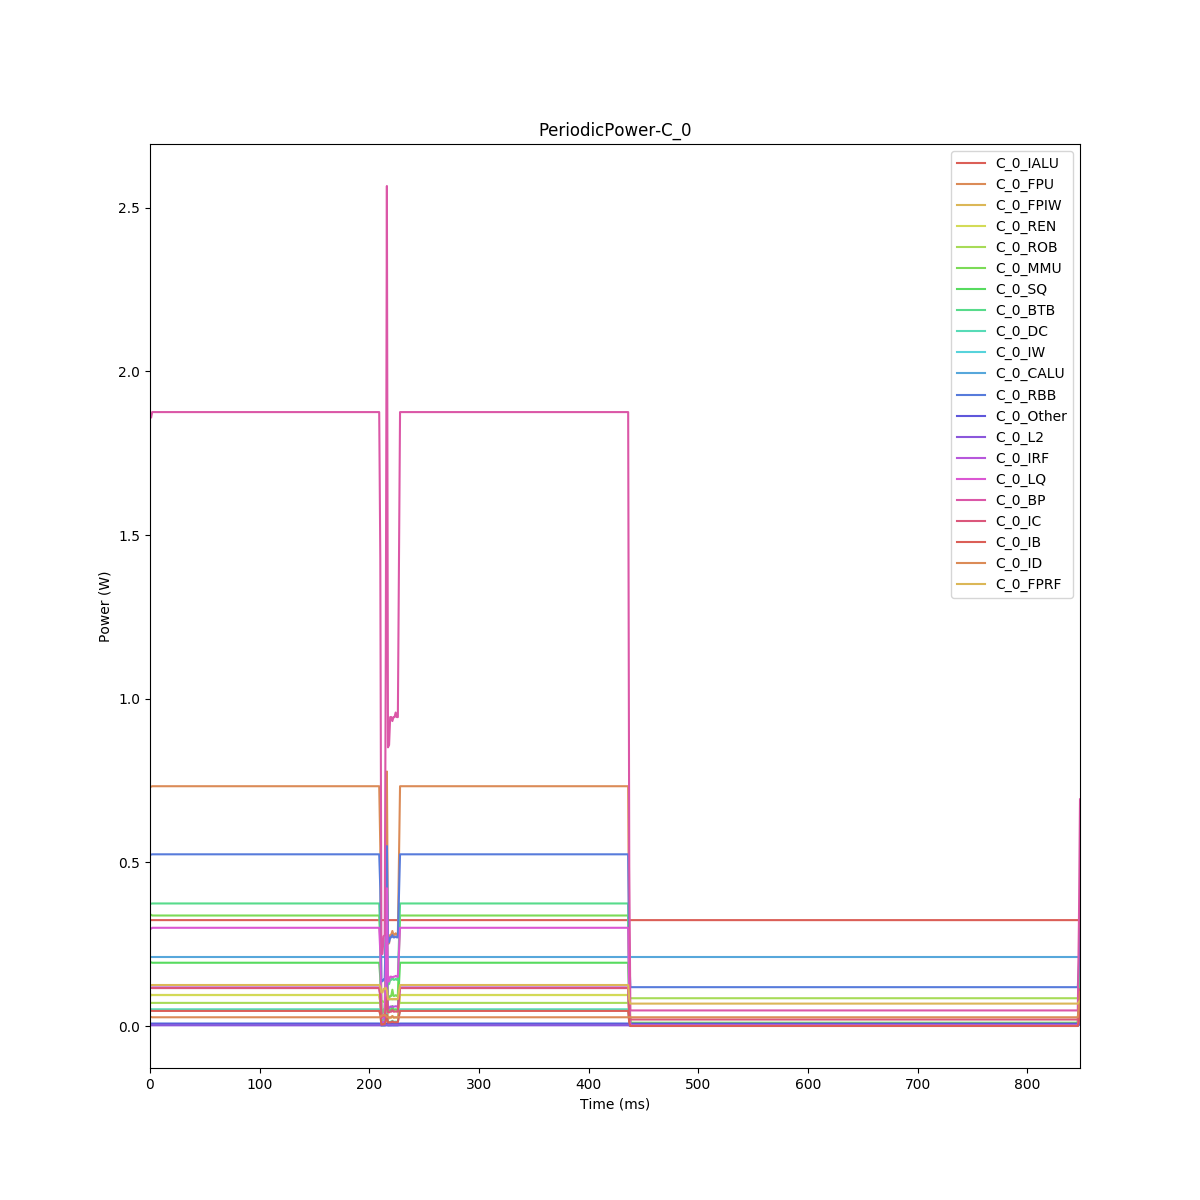 PeriodicPower-C_0
C_0_IALU
C_0_FPU
C_0_FPIW
C_0_REN
C_0_ROB
C_0_MMU
C_0_SQ
C_0_BTB
C_0_DC
C_0_IW
C_0_CALU
C_0_RBB
C_0_Other
C_0_L2
C_0_IRF
C_0_LQ
C_0_BP
C_0_IC
C_0_IB
C_0_ID
C_0_FPRF
2.5
2.0
1.5
1.0
0.5
0.0
Power (W)
0 100 200 300 400 500 600 700 800
Time (ms)